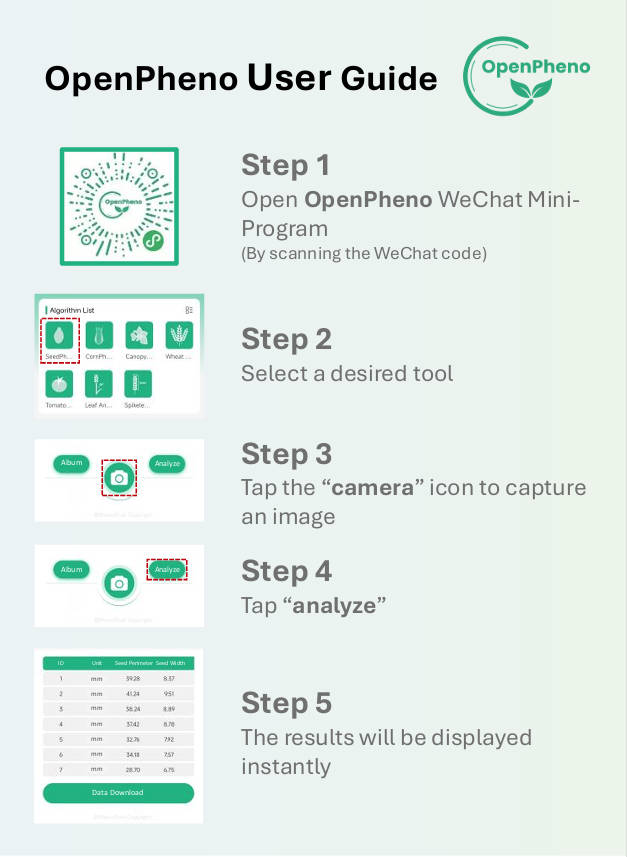 OpenPheno User Guide
OpenPheno
OpenPheno
Step 1
Open OpenPheno WeChat Mini-
Program
(By scanning the WeChat code)
Algorithm List
SeedPh... CornPh... Canopy... Wheat ...
Tomato... Leaf An... Spikele...
Step 2
Select a desired tool
Album Analyze
Step 3
Tap the “camera” icon to capture
an image
Album Analyze
Step 4
Tap “analyze”
ID Unit Seed Perimeter Seed Width
1 mm 39.28 8.37
2 mm 41.24 9.51
3 mm 38.24 8.89
4 mm 37.42 8.78
5 mm 32.76 7.92
6 mm 34.18 7.57
7 mm 28.70 6.75
Data Download
Step 5
The results will be displayed
instantly